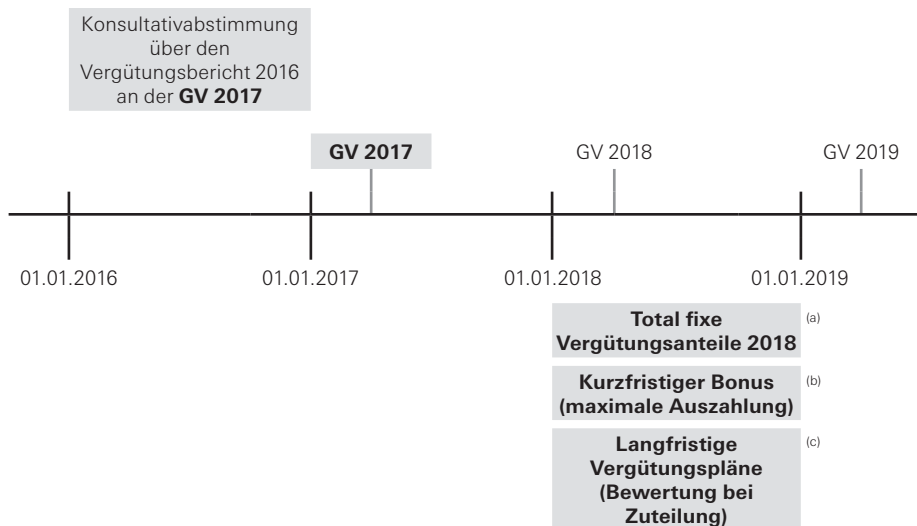 Konsultativabstimmung
über den
Vergütungsbericht 2016
an der GV 2017
GV 2017
GV 2018
GV 2019
01.01.2016
01.01.2017
01.01.2018
01.01.2019
Total fixe
Vergütungsanteile 2018
(a)
Kurzfristiger Bonus
(maximale Auszahlung)
(b)
Langfristige
Vergütungspläne
(Bewertung bei
Zuteilung)
(c)